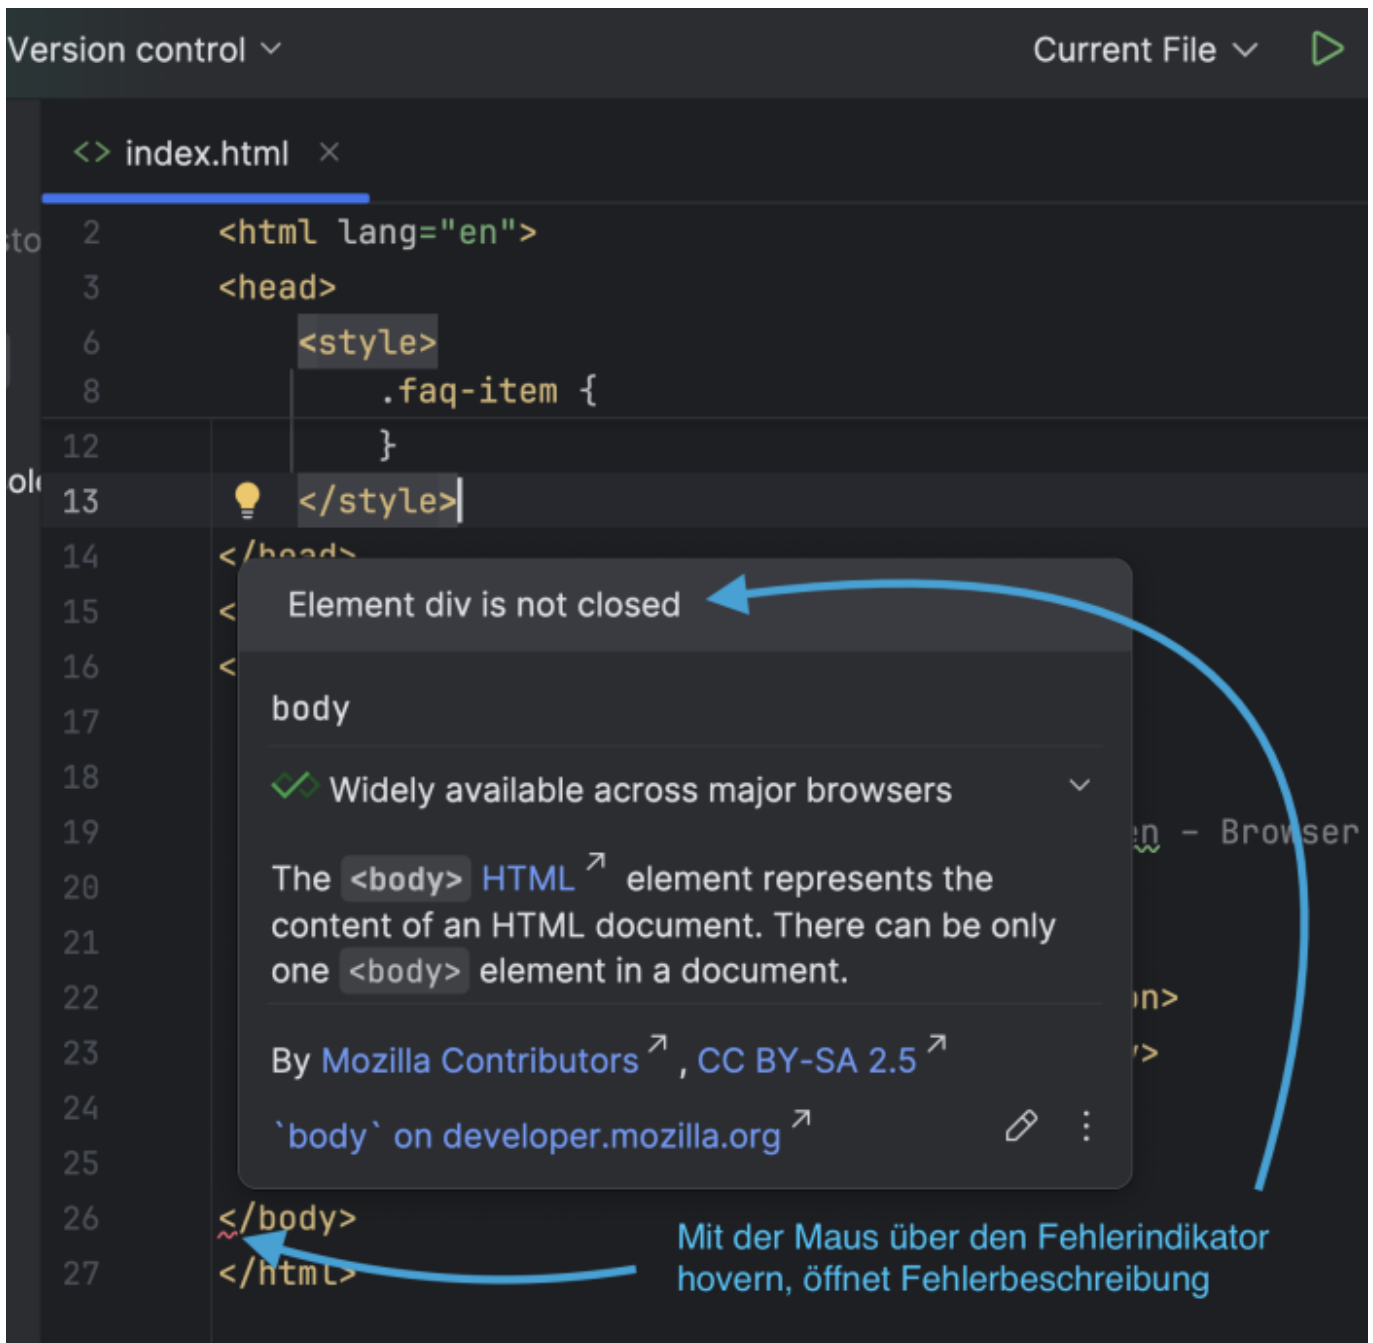 Version control
Current File
index.html
sto
2 <html lang="en">
3 <head>
6 <style>
8 .faq-item {
12 }
13 </style>
14 </head>
15 <
16 <
17
18
19 en – Browser
20
21
22 on>
23 >
24
25
26 </body>
27 </html>
Element div is not closed
body
Widely available across major browsers
The <body> HTML element represents the
content of an HTML document. There can be only
one <body> element in a document.
By Mozilla Contributors, CC BY-SA 2.5
`body` on developer.mozilla.org
Mit der Maus über den Fehlerindikator
hovern, öffnet Fehlerbeschreibung